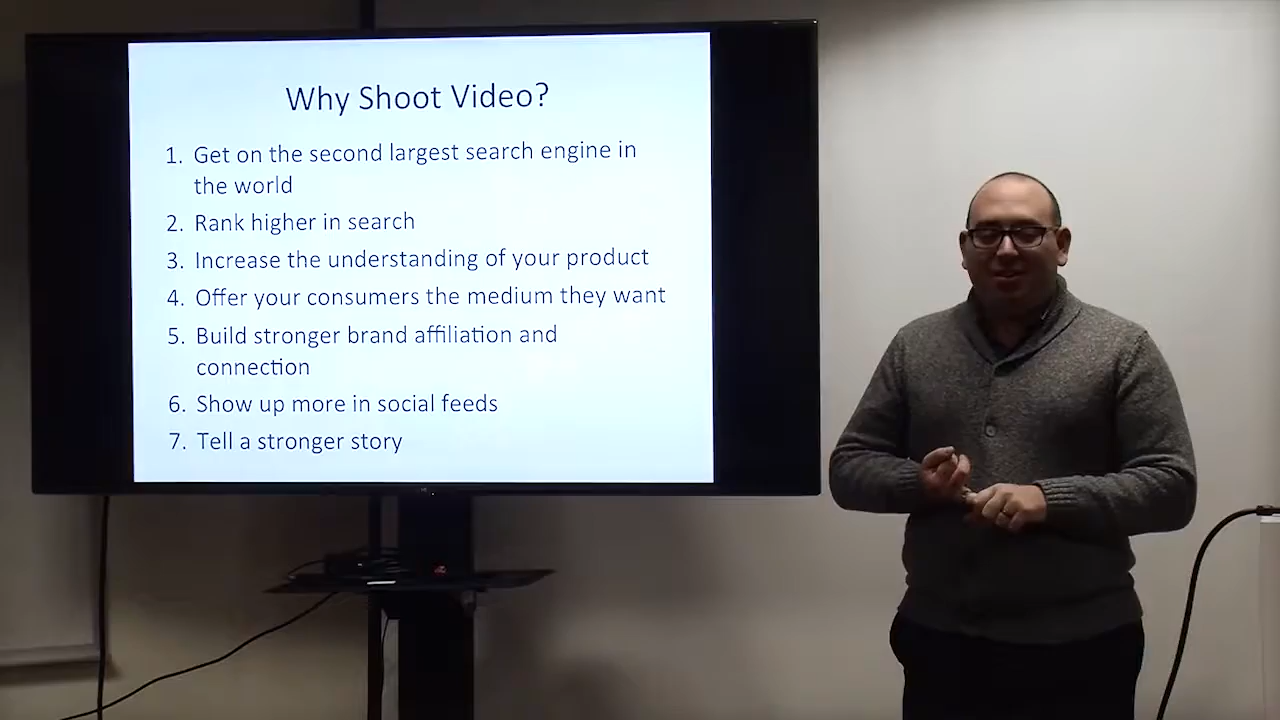 Why Shoot Video?
1. Get on the second largest search engine in
the world
2. Rank higher in search
3. Increase the understanding of your product
4. Offer your consumers the medium they want
5. Build stronger brand affiliation and
connection
6. Show up more in social feeds
7. Tell a stronger story